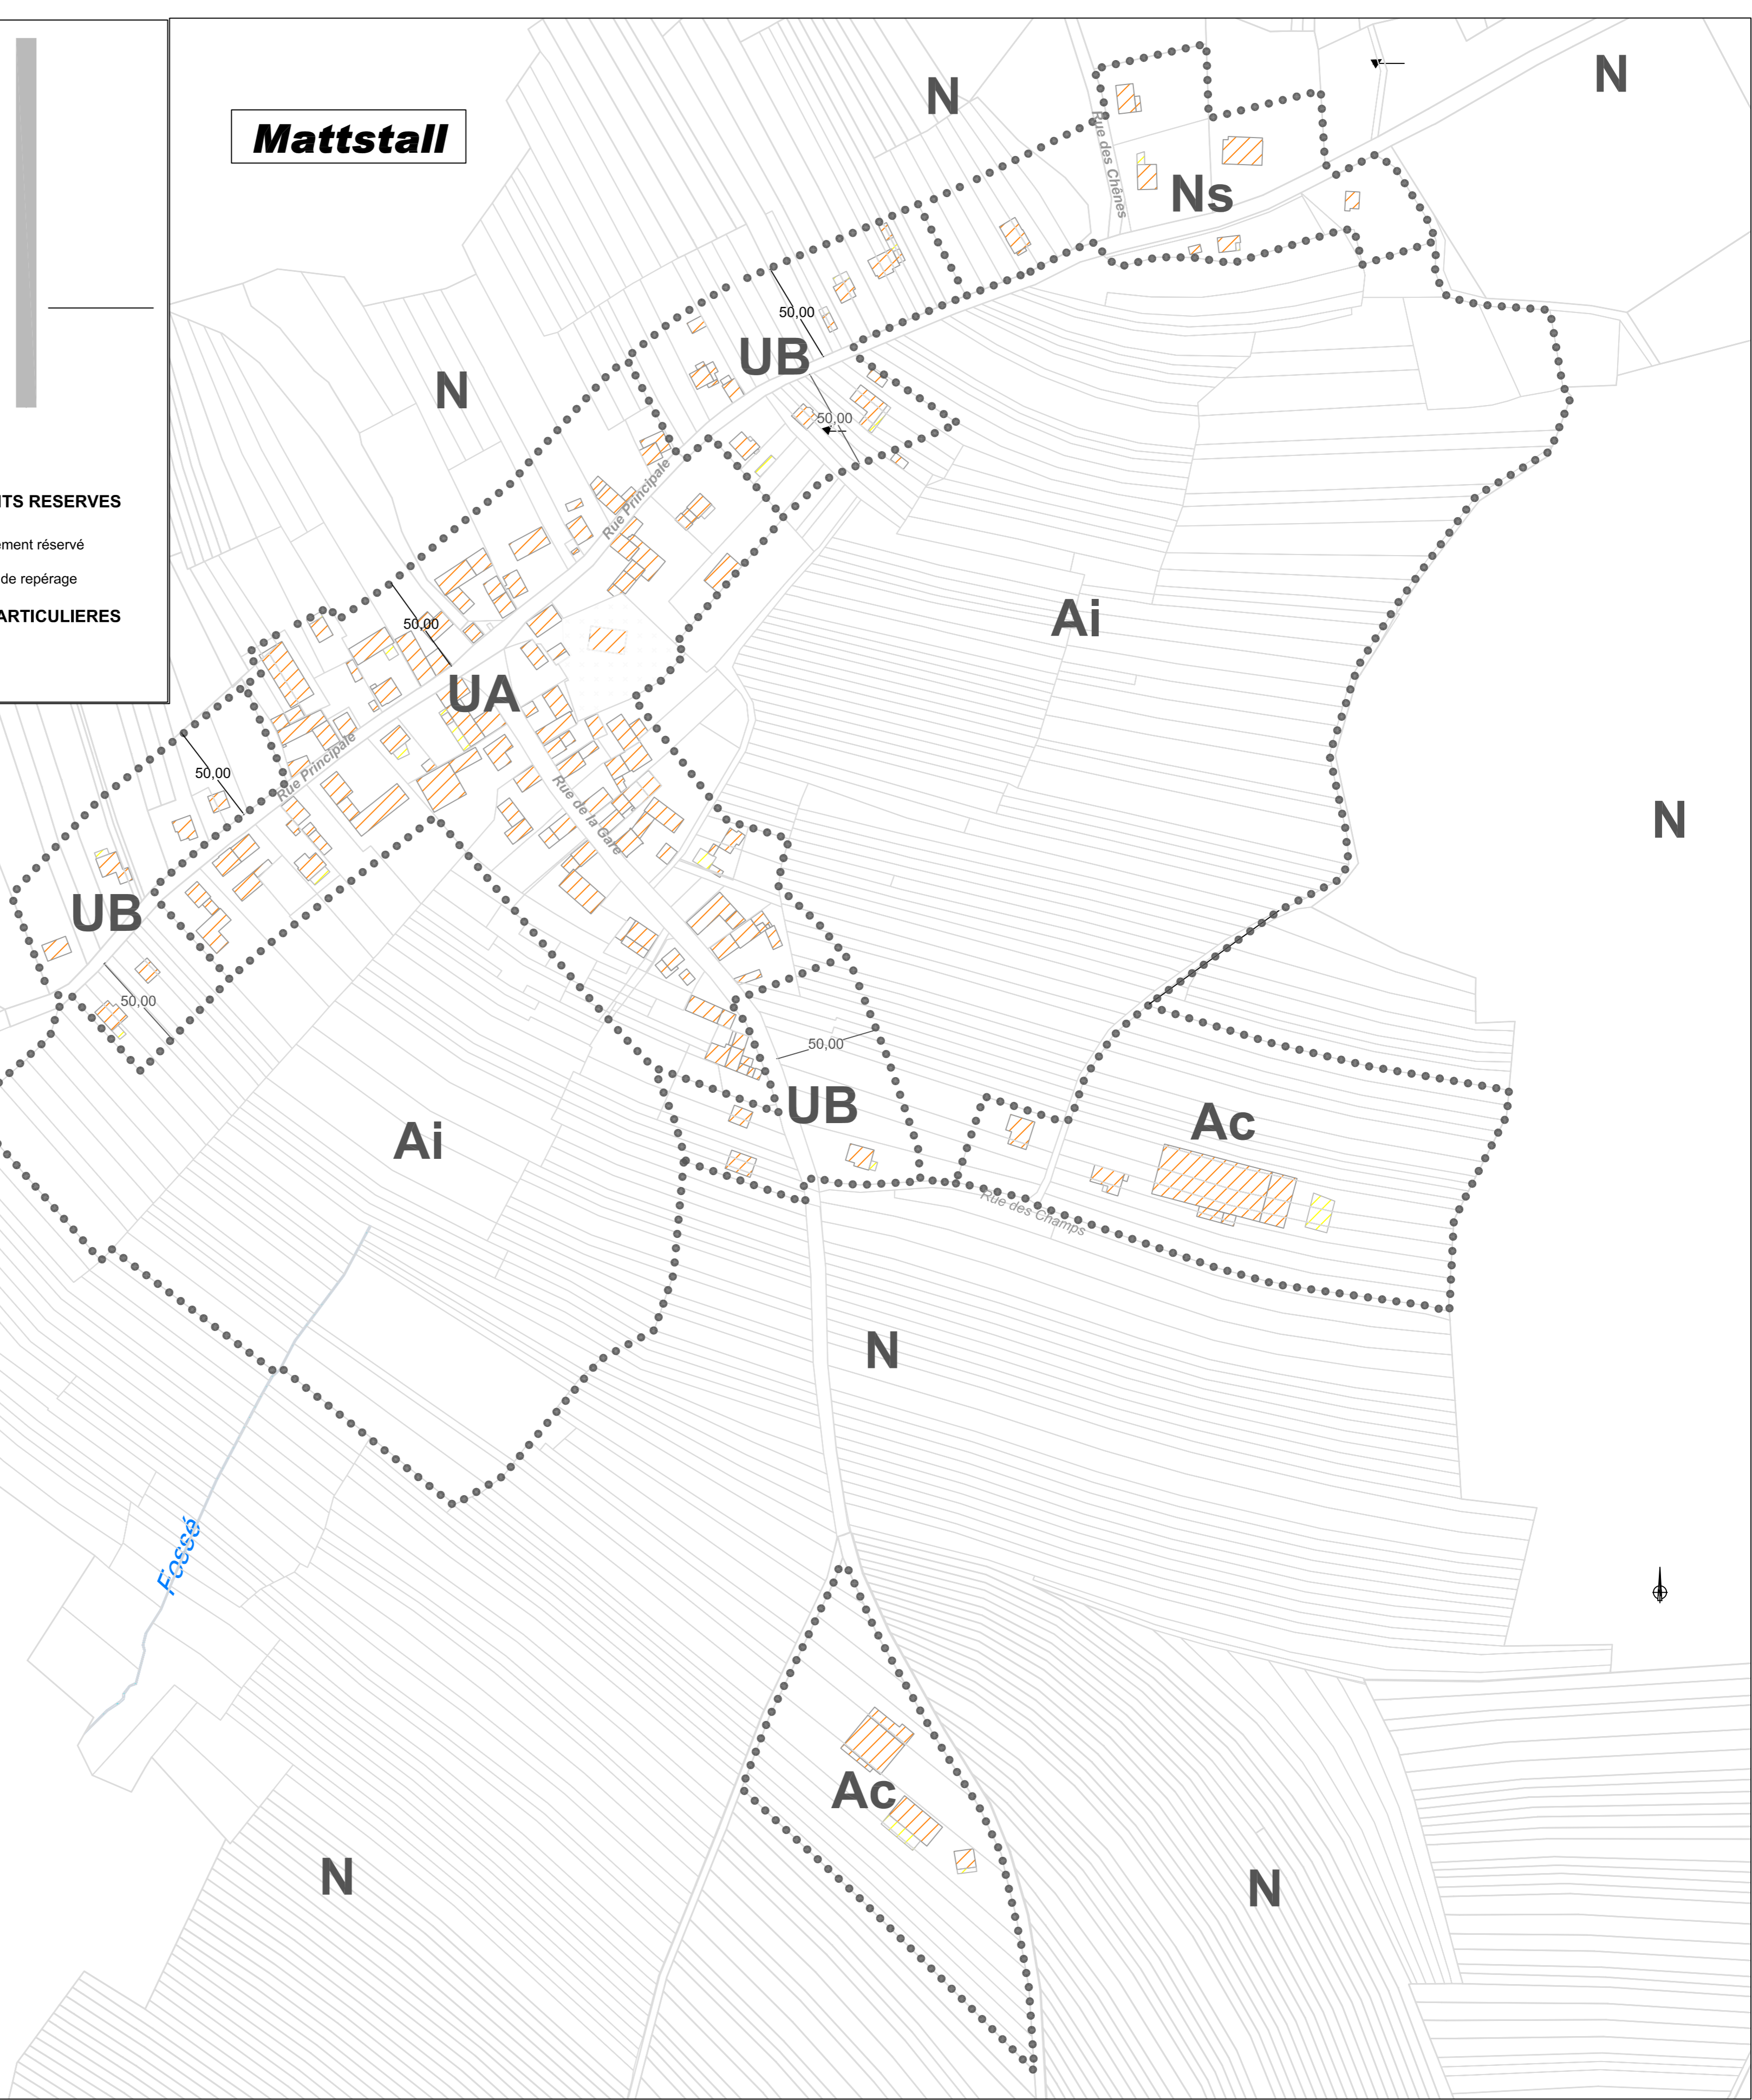 Mattstall
N
N
Rue des Chênes
Ns
50,00
UB
N
50,00
Rue Principale
NTS RESERVES
ement réservé
de repérage
ARTICULIERES
Ai
50,00
UA
Rue Principale
50,00
Rue de la Gare
N
UB
50,00
50,00
UB
Ac
Ai
Rue des Champs
N
Fossé
Ac
N
N